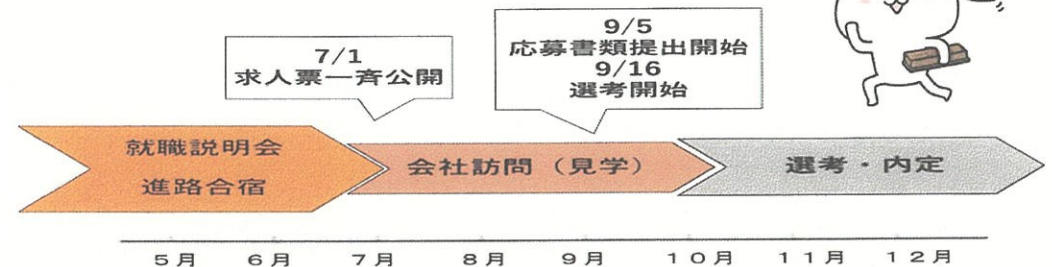 7/1
求人票一斉公開
9/5
応募書類提出開始
9/16
選考開始
就職説明会
進路合宿
会社訪問（見学）
選考・内定
5月 6月 7月 8月 9月 10月 11月 12月